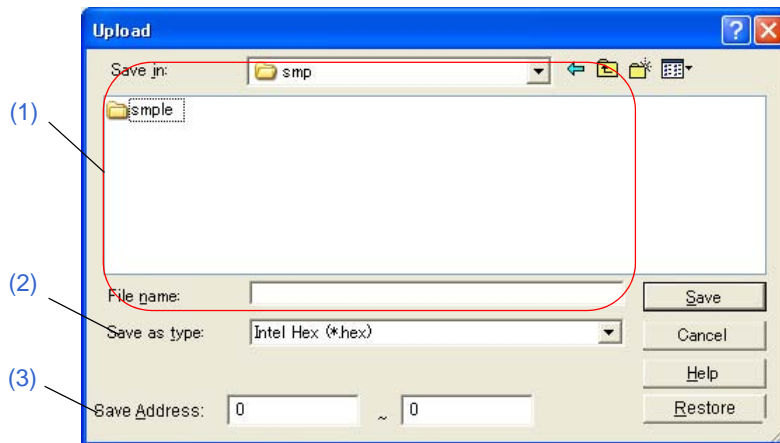 Upload
Save in: smp
(1)
smple
(2)
File name:
Save
Save as type: Intel Hex (*.hex)
Cancel
Help
(3)
Save Address: 0 ~ 0
Restore